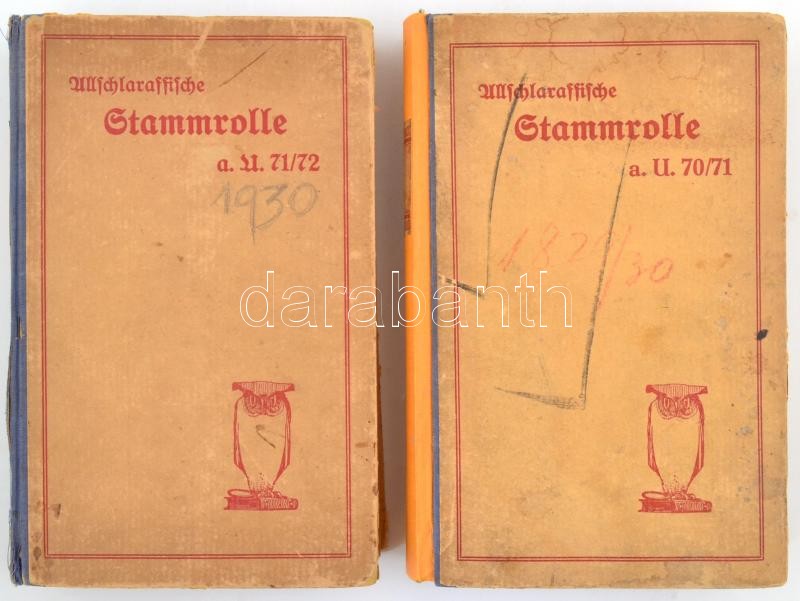 Allschlaraffische
Stammrolle
a. U. 71/72
1930
Allschlaraffische
Stammrolle
a. U. 70/71
1829/30
darabanth